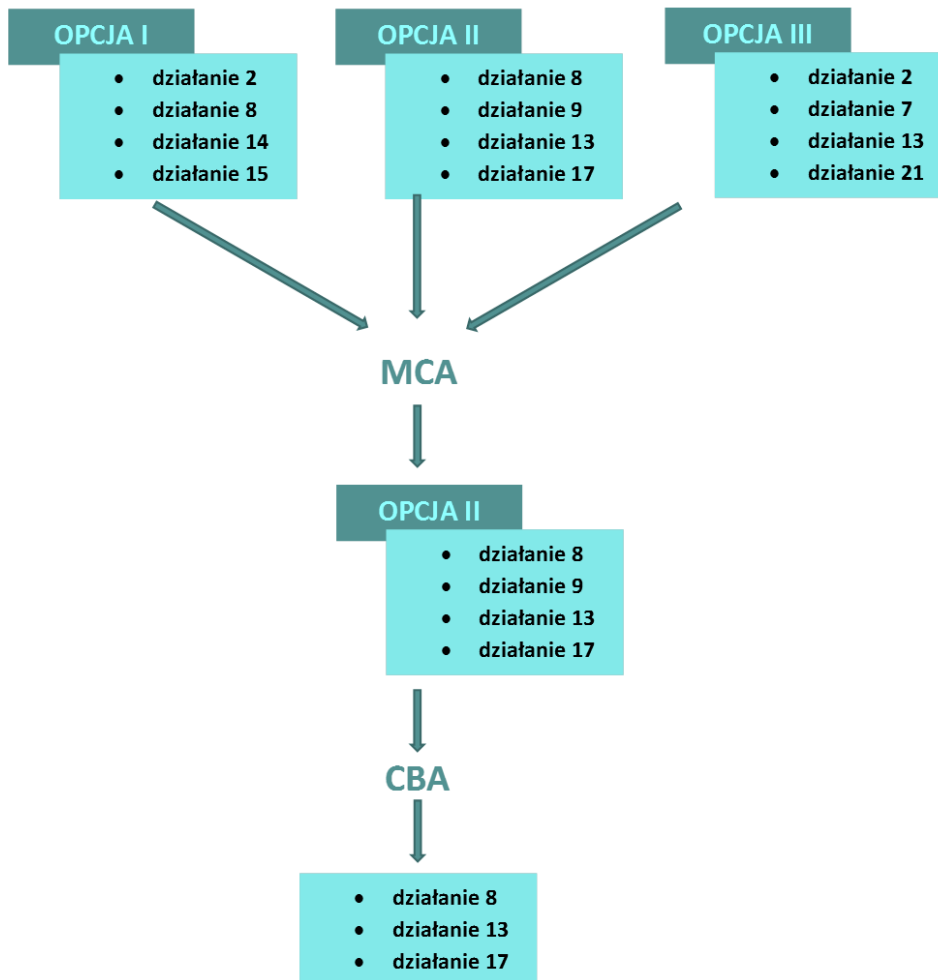 OPCJA I
• działanie 2
• działanie 8
• działanie 14
• działanie 15
OPCJA II
• działanie 8
• działanie 9
• działanie 13
• działanie 17
OPCJA III
• działanie 2
• działanie 7
• działanie 13
• działanie 21
MCA
OPCJA II
• działanie 8
• działanie 9
• działanie 13
• działanie 17
CBA
• działanie 8
• działanie 13
• działanie 17